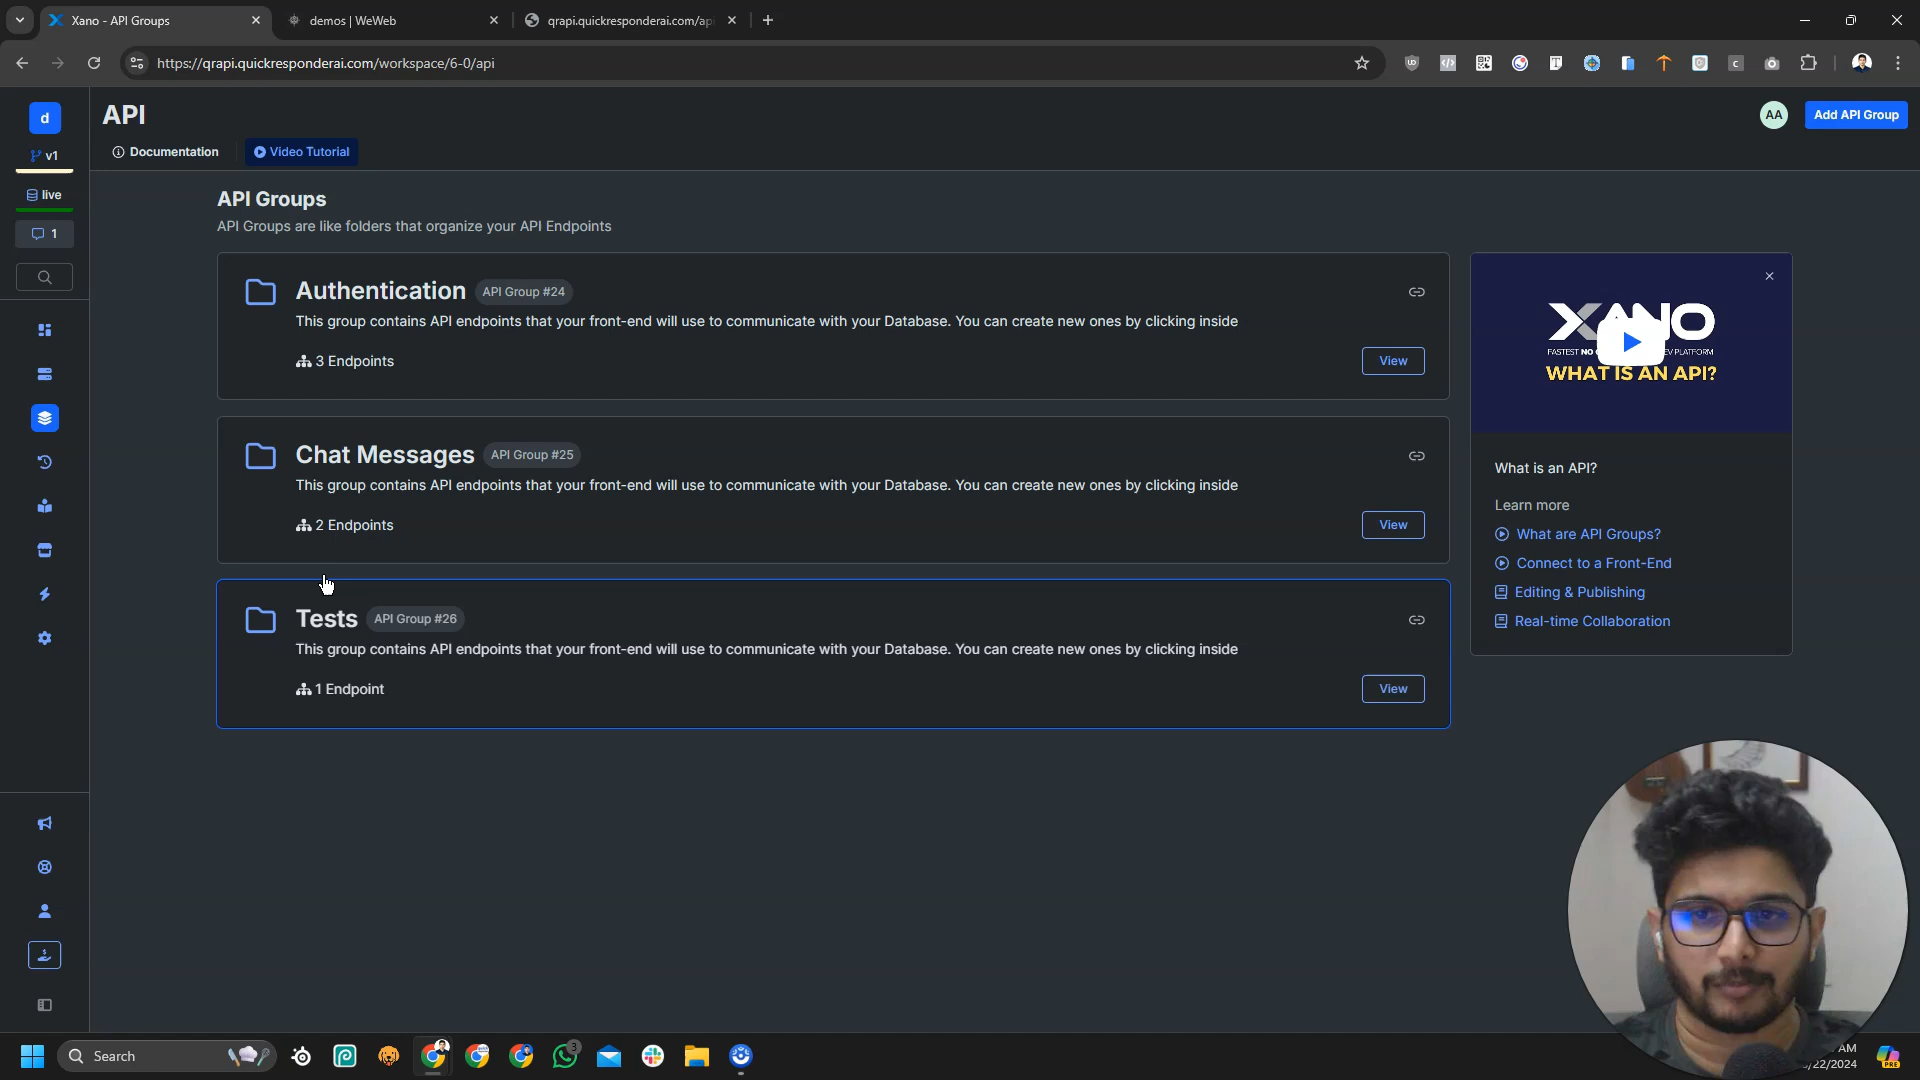 Xano - API Groups
demos | WeWeb
qrapi.quickresponderai.com/ap
https://qrapi.quickresponderai.com/workspace/6-0/api
d
API
AA
Add API Group
v1
Documentation
Video Tutorial
live
1
API Groups
API Groups are like folders that organize your API Endpoints
Authentication
API Group #24
This group contains API endpoints that your front-end will use to communicate with your Database. You can create new ones by clicking inside
3 Endpoints
View
Chat Messages
API Group #25
This group contains API endpoints that your front-end will use to communicate with your Database. You can create new ones by clicking inside
2 Endpoints
View
Tests
API Group #26
This group contains API endpoints that your front-end will use to communicate with your Database. You can create new ones by clicking inside
1 Endpoint
View
XANO
FASTEST NO
EV PLATFORM
WHAT IS AN API?
What is an API?
Learn more
What are API Groups?
Connect to a Front-End
Editing & Publishing
Real-time Collaboration
Search
3
AM
/22/2024
PRE